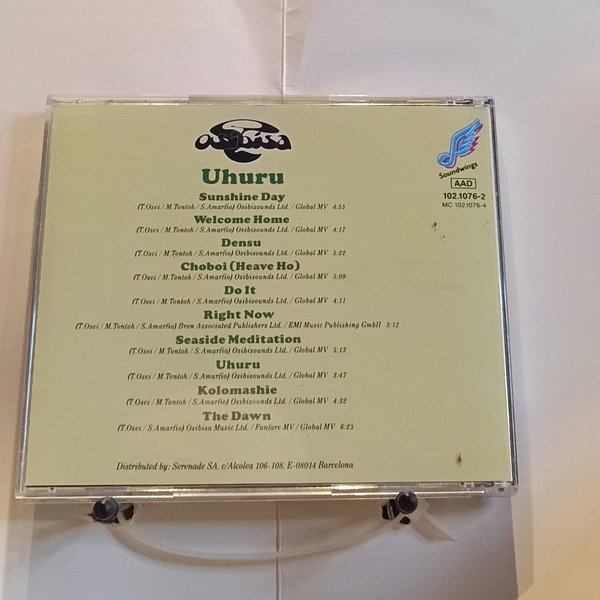 osibisa
Uhuru
Soundwings
AAD
102.1076-2
MC 102.1076-4
Sunshine Day
(T.Osei / M.Tontoh / S.Amarfio) Osibisounds Ltd. / Global MV 4:55
Welcome Home
(T.Osei / M.Tontoh / S.Amarfio) Osibisounds Ltd. / Global MV 4:17
Densu
(T.Osei / M.Tontoh / S.Amarfio) Osibisounds Ltd. / Global MV 5:22
Choboi (Heave Ho)
(T.Osei / M.Tontoh / S.Amarfio) Osibisounds Ltd. / Global MV 5:09
Do It
(T.Osei / M.Tontoh / S.Amarfio) Osibisounds Ltd. / Global MV 4:11
Right Now
(T.Osei / M.Tontoh / S.Amarfio) Bron Associated Publishers Ltd. / EMI Music Publishing GmbH 3:12
Seaside Meditation
(T.Osei / M.Tontoh / S.Amarfio) Osibisounds Ltd. / Global MV 5:13
Uhuru
(T.Osei / M.Tontoh / S.Amarfio) Osibisounds Ltd. / Global MV 3:47
Kolomashie
(T.Osei / M.Tontoh / S.Amarfio) Osibisounds Ltd. / Global MV 4:32
The Dawn
(T.Osei / M.Tontoh / S.Amarfio) Osibisa Music Ltd. / Fanfare MV / Global MV 6:25
Distributed by: Serenade SA, c/Alcolea 106-108, E-08014 Barcelona